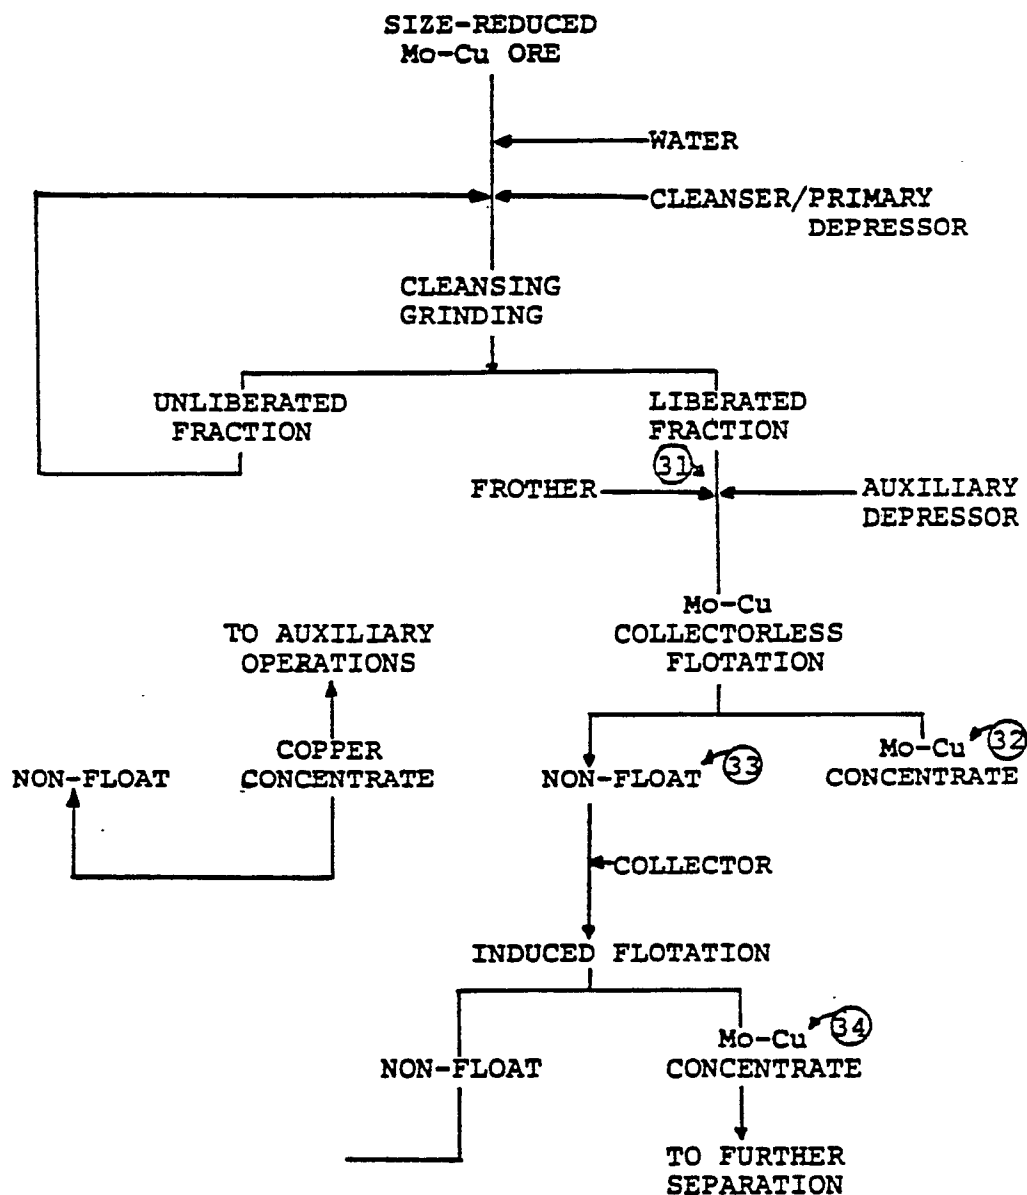 SIZE-REDUCED
Mo-Cu ORE
WATER
CLEANSER/PRIMARY
DEPRESSOR
CLEANSING
GRINDING
UNLIBERATED
FRACTION
LIBERATED
FRACTION
31
FROTHER
AUXILIARY
DEPRESSOR
Mo-Cu
COLLECTORLESS
FLOTATION
TO AUXILIARY
OPERATIONS
COPPER
CONCENTRATE
NON-FLOAT
NON-FLOAT
33
Mo-Cu
CONCENTRATE
32
COLLECTOR
INDUCED FLOTATION
NON-FLOAT
Mo-Cu
CONCENTRATE
34
TO FURTHER
SEPARATION